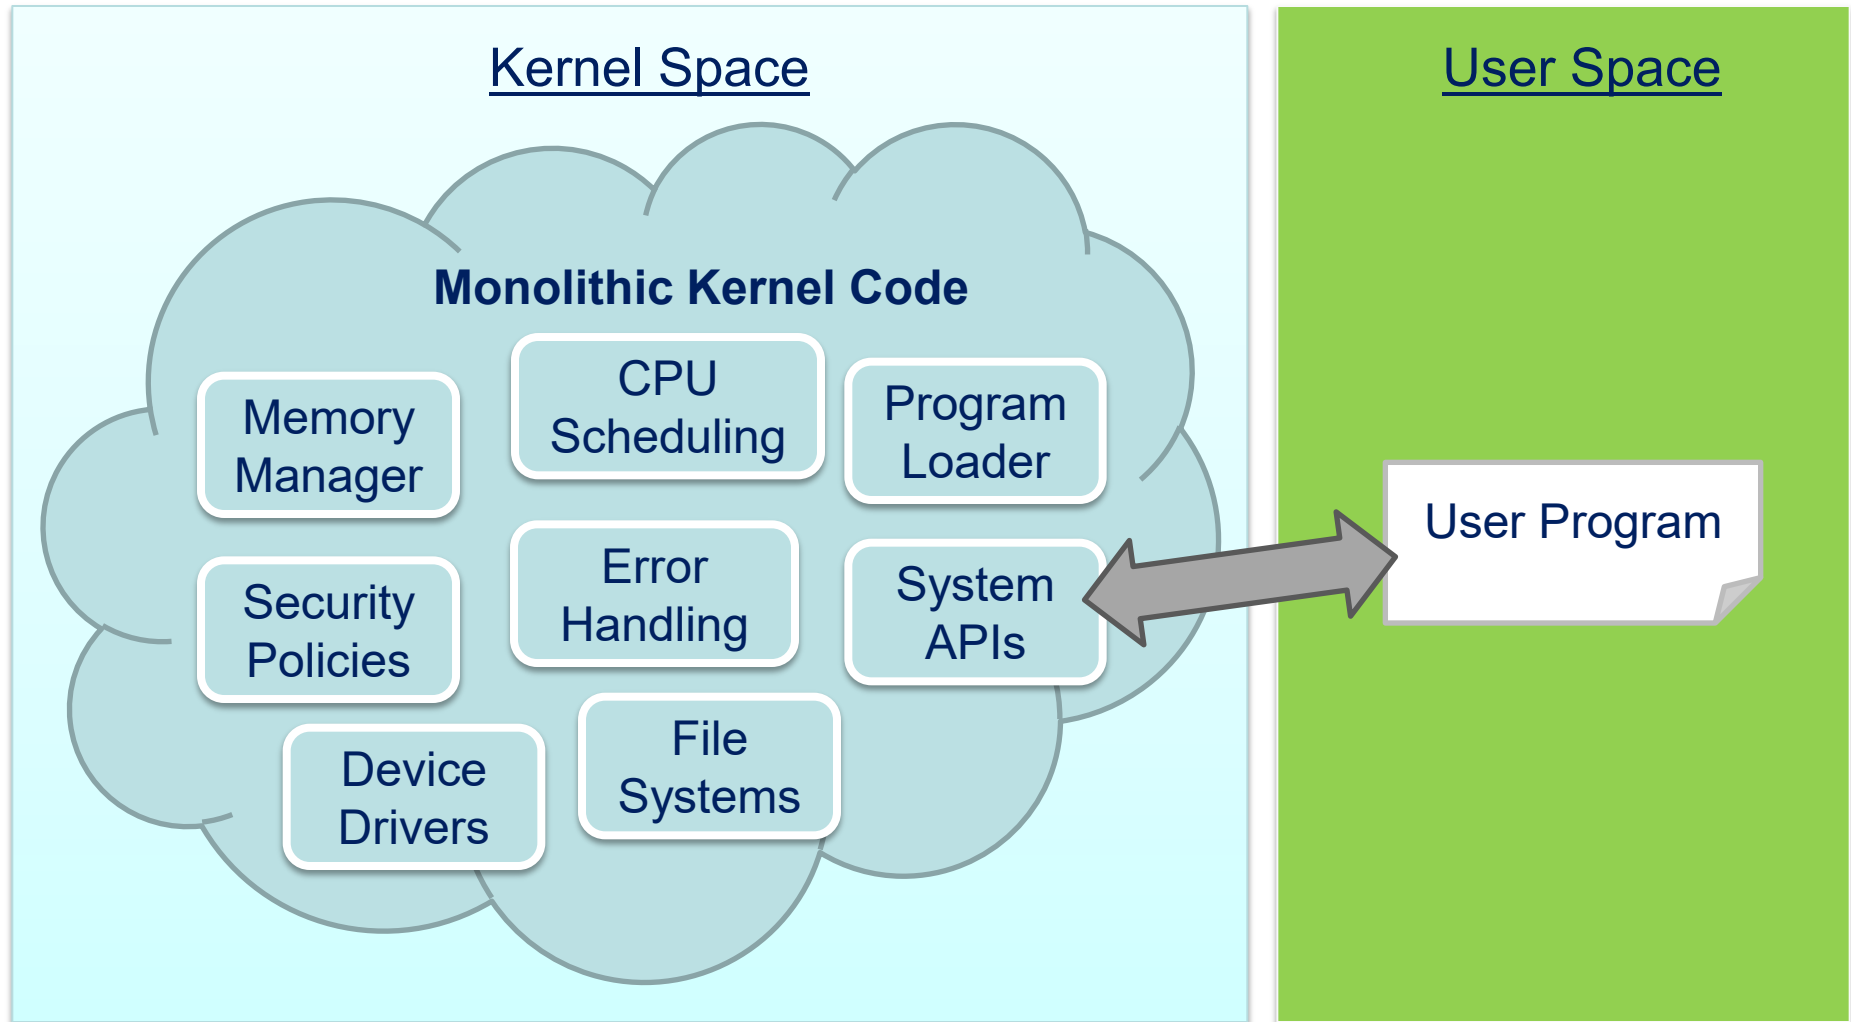 Kernel Space
User Space
Monolithic Kernel Code
Memory
Manager
CPU
Scheduling
Program
Loader
Security
Policies
Error
Handling
System
APIs
User Program
Device
Drivers
File
Systems